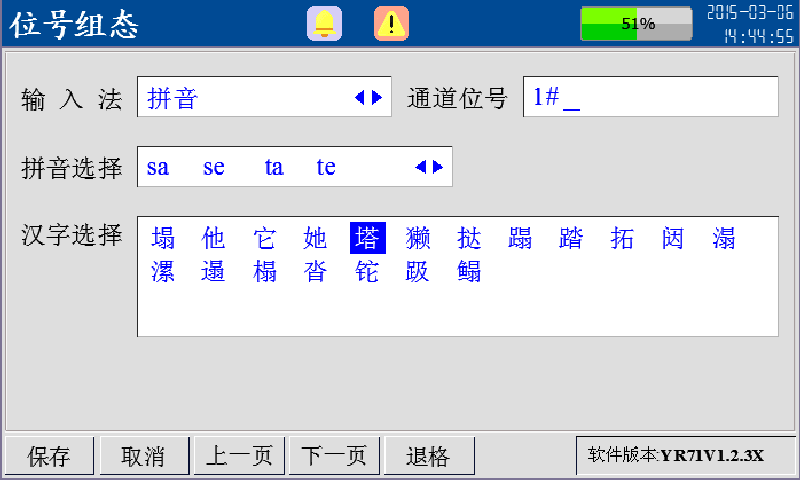 位号组态 51% 2015-03-06
14:44:55
输入法 拼音 通道位号 1#_
拼音选择 sa se ta te
汉字选择 塌 他 它 她 塔 獭 挞 蹋 踏 拓 闼 溻
漯 遢 榻 沓 铊 趿 鳎
保存 取消 上一页 下一页 退格 软件版本:YR71V1.2.3X